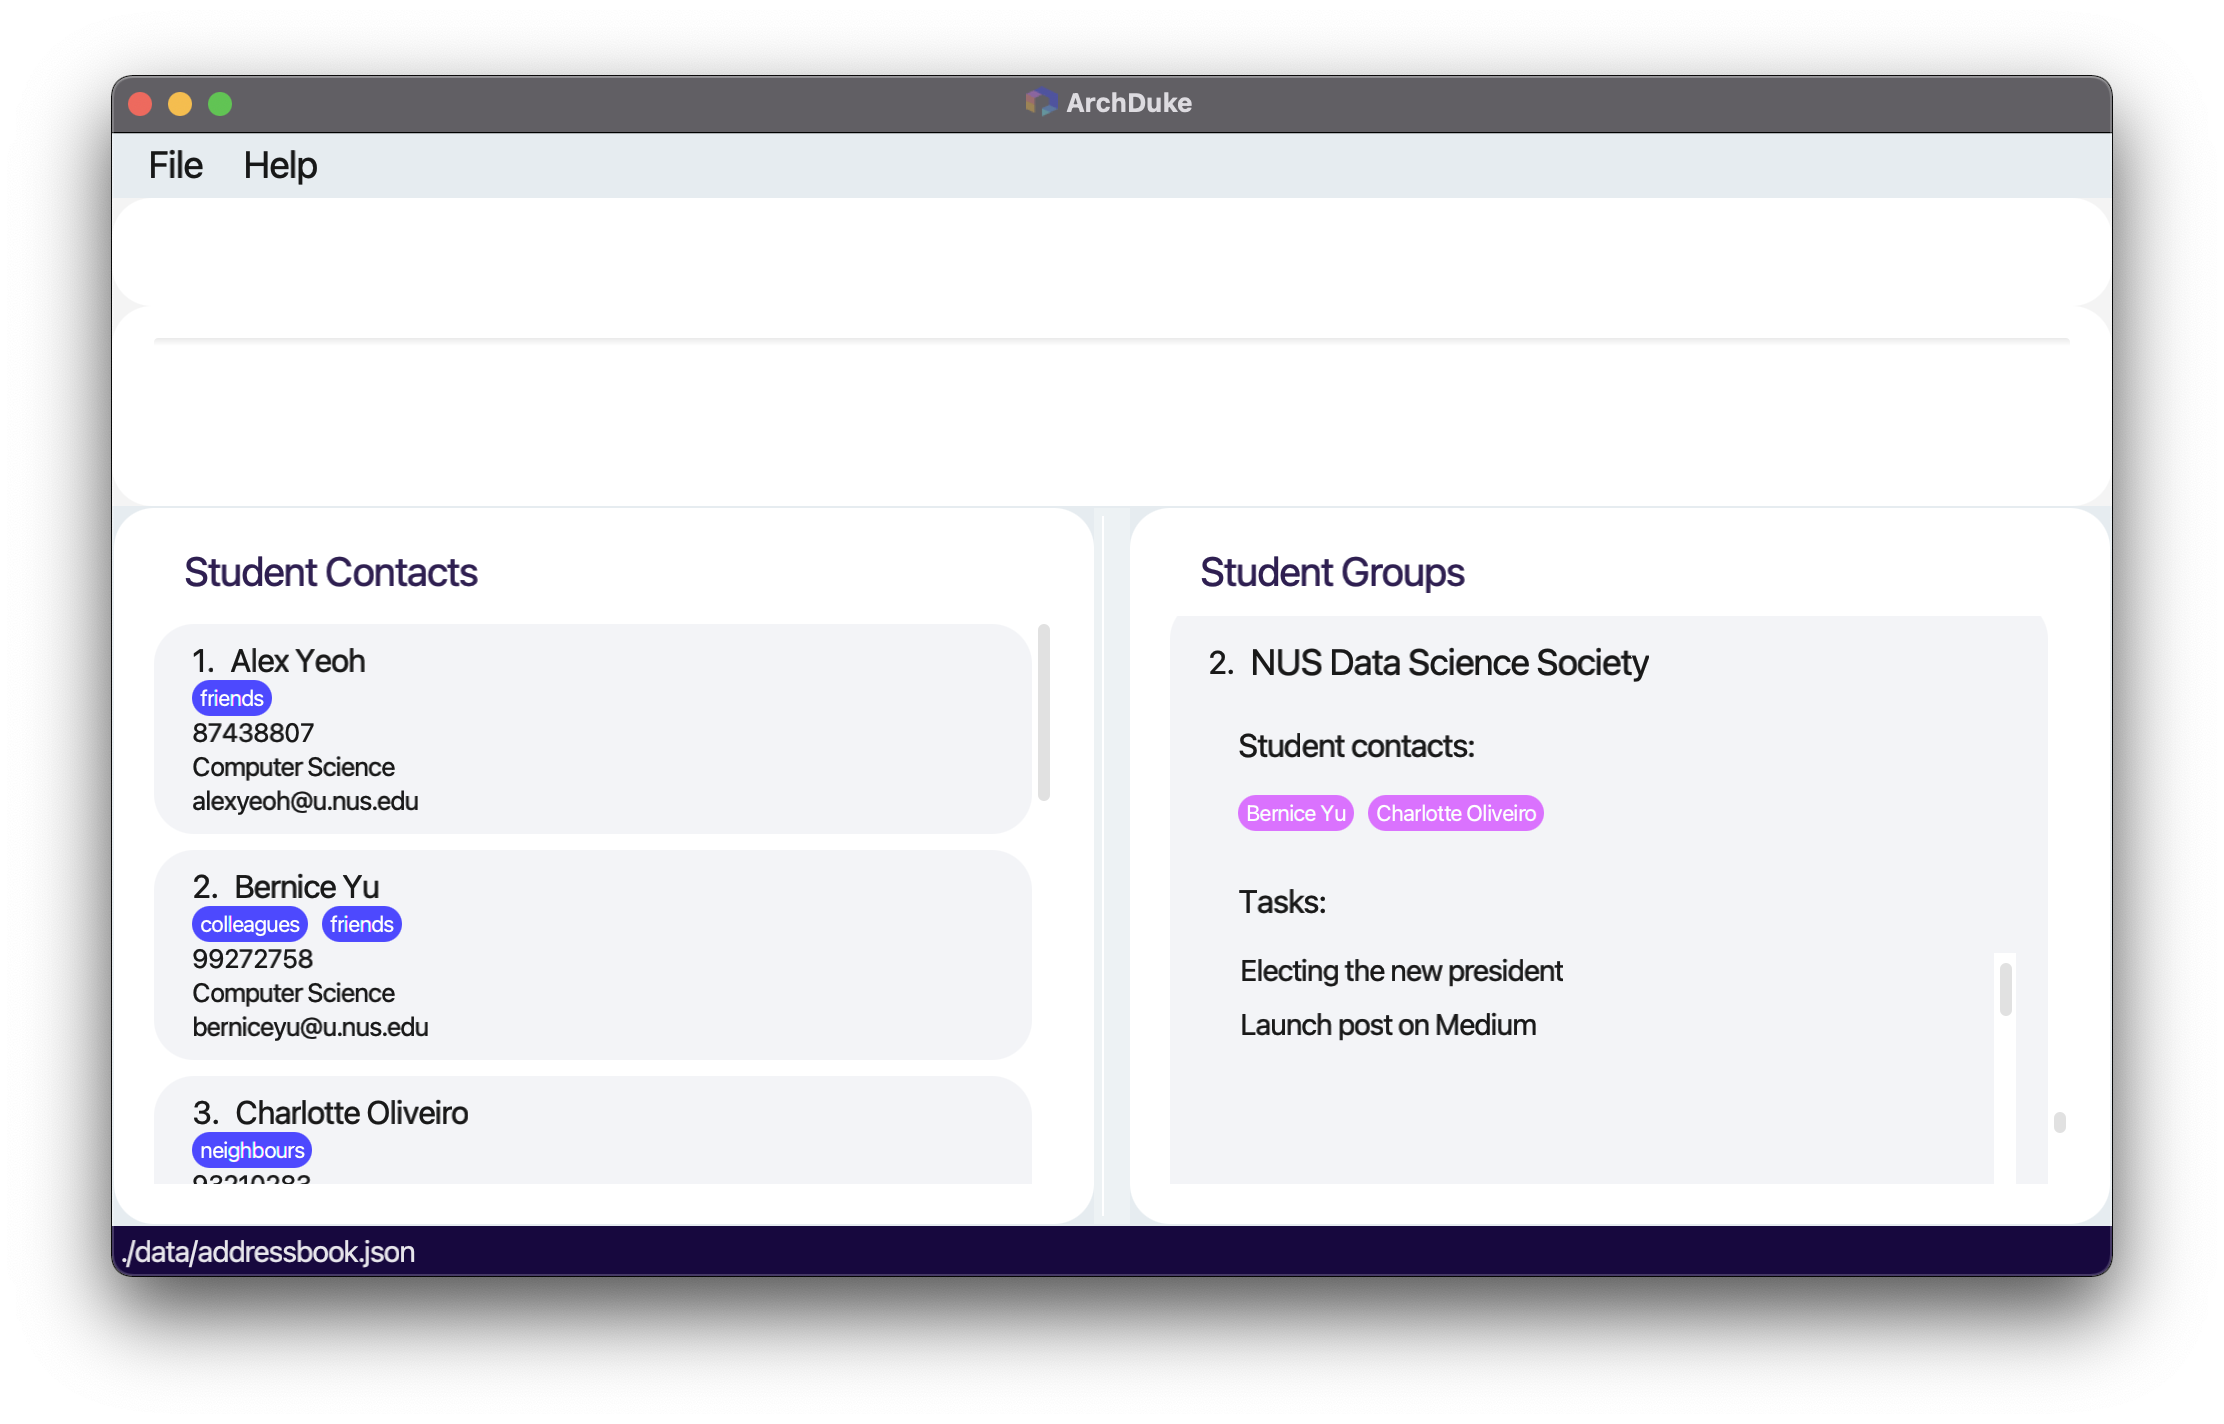 ArchDuke
File Help
Student Contacts
1. Alex Yeoh
friends
87438807
Computer Science
alexyeoh@u.nus.edu
2. Bernice Yu
colleagues friends
99272758
Computer Science
berniceyu@u.nus.edu
3. Charlotte Oliveiro
neighbours
93210283
Student Groups
2. NUS Data Science Society
Student contacts:
Bernice Yu Charlotte Oliveiro
Tasks:
Electing the new president
Launch post on Medium
./data/addressbook.json